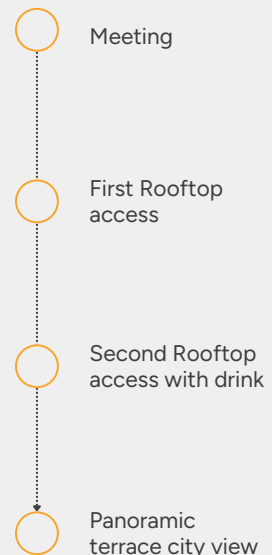 Meeting
First Rooftop
access
Second Rooftop
access with drink
Panoramic
terrace city view